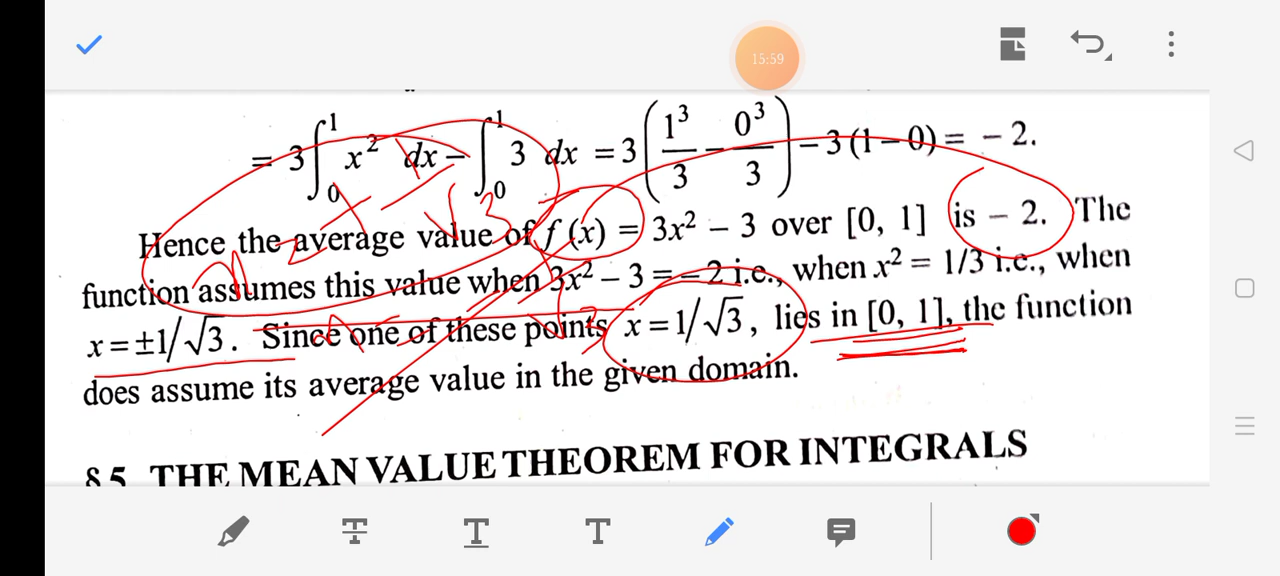 15:59
= 3∫₀¹ x² dx − ∫₀¹ 3 dx = 3(1³/3 − 0³/3) − 3(1−0) = − 2.
Hence the average value of f (x) = 3x² − 3 over [0, 1] is − 2. The
function assumes this value when 3x² − 3 = − 2 i.e., when x² = 1/3 i.e., when
x = ±1/√3. Since one of these points x = 1/√3, lies in [0, 1], the function
does assume its average value in the given domain.
§ 5 THE MEAN VALUE THEOREM FOR INTEGRALS
T T T